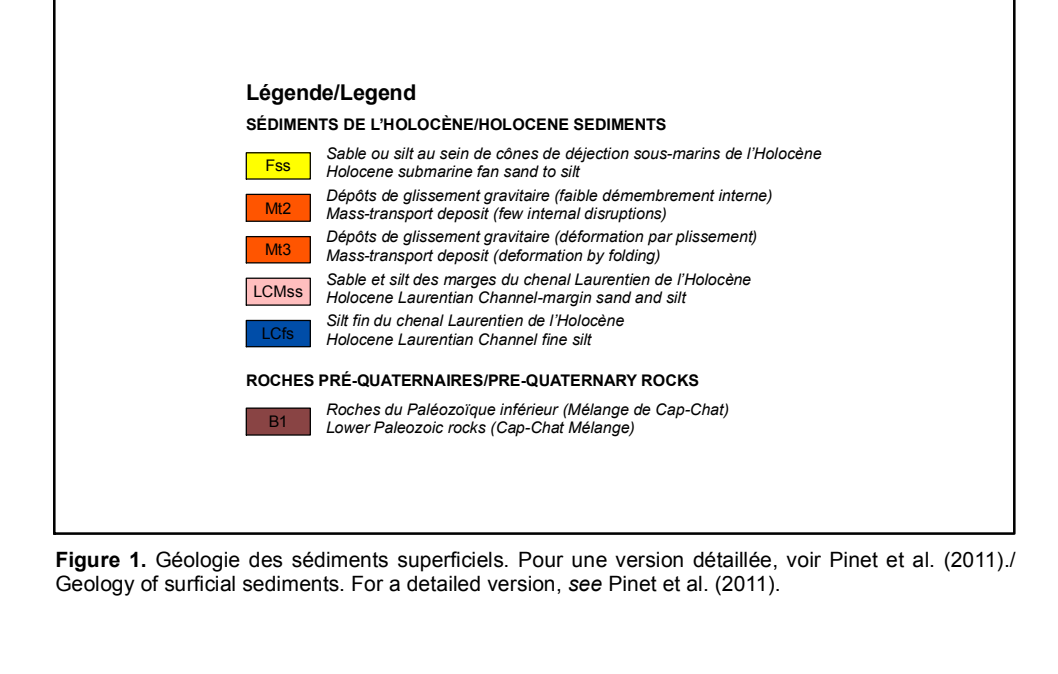 Légende/Legend
SÉDIMENTS DE L'HOLOCÈNE/HOLOCENE SEDIMENTS
Fss
Sable ou silt au sein de cônes de déjection sous-marins de l'Holocène
Holocene submarine fan sand to silt
Mt2
Dépôts de glissement gravitaire (faible démembrement interne)
Mass-transport deposit (few internal disruptions)
Mt3
Dépôts de glissement gravitaire (déformation par plissement)
Mass-transport deposit (deformation by folding)
LCMss
Sable et silt des marges du chenal Laurentien de l'Holocène
Holocene Laurentian Channel-margin sand and silt
LCfs
Silt fin du chenal Laurentien de l'Holocène
Holocene Laurentian Channel fine silt
ROCHES PRÉ-QUATERNAIRES/PRE-QUATERNARY ROCKS
B1
Roches du Paléozoïque inférieur (Mélange de Cap-Chat)
Lower Paleozoic rocks (Cap-Chat Mélange)
Figure 1. Géologie des sédiments superficiels. Pour une version détaillée, voir Pinet et al. (2011)./
Geology of surficial sediments. For a detailed version, see Pinet et al. (2011).